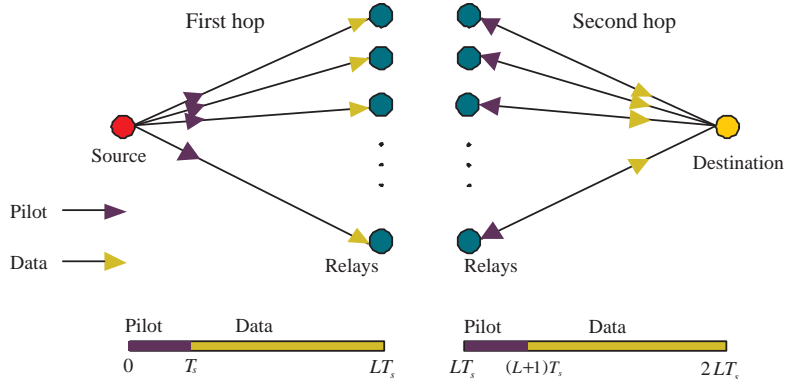 First hop
Second hop
Source
Destination
Pilot
Data
Relays
Relays
Pilot
Data
Pilot
Data
0
T_s
LT_s
LT_s
(L+1)T_s
2LT_s